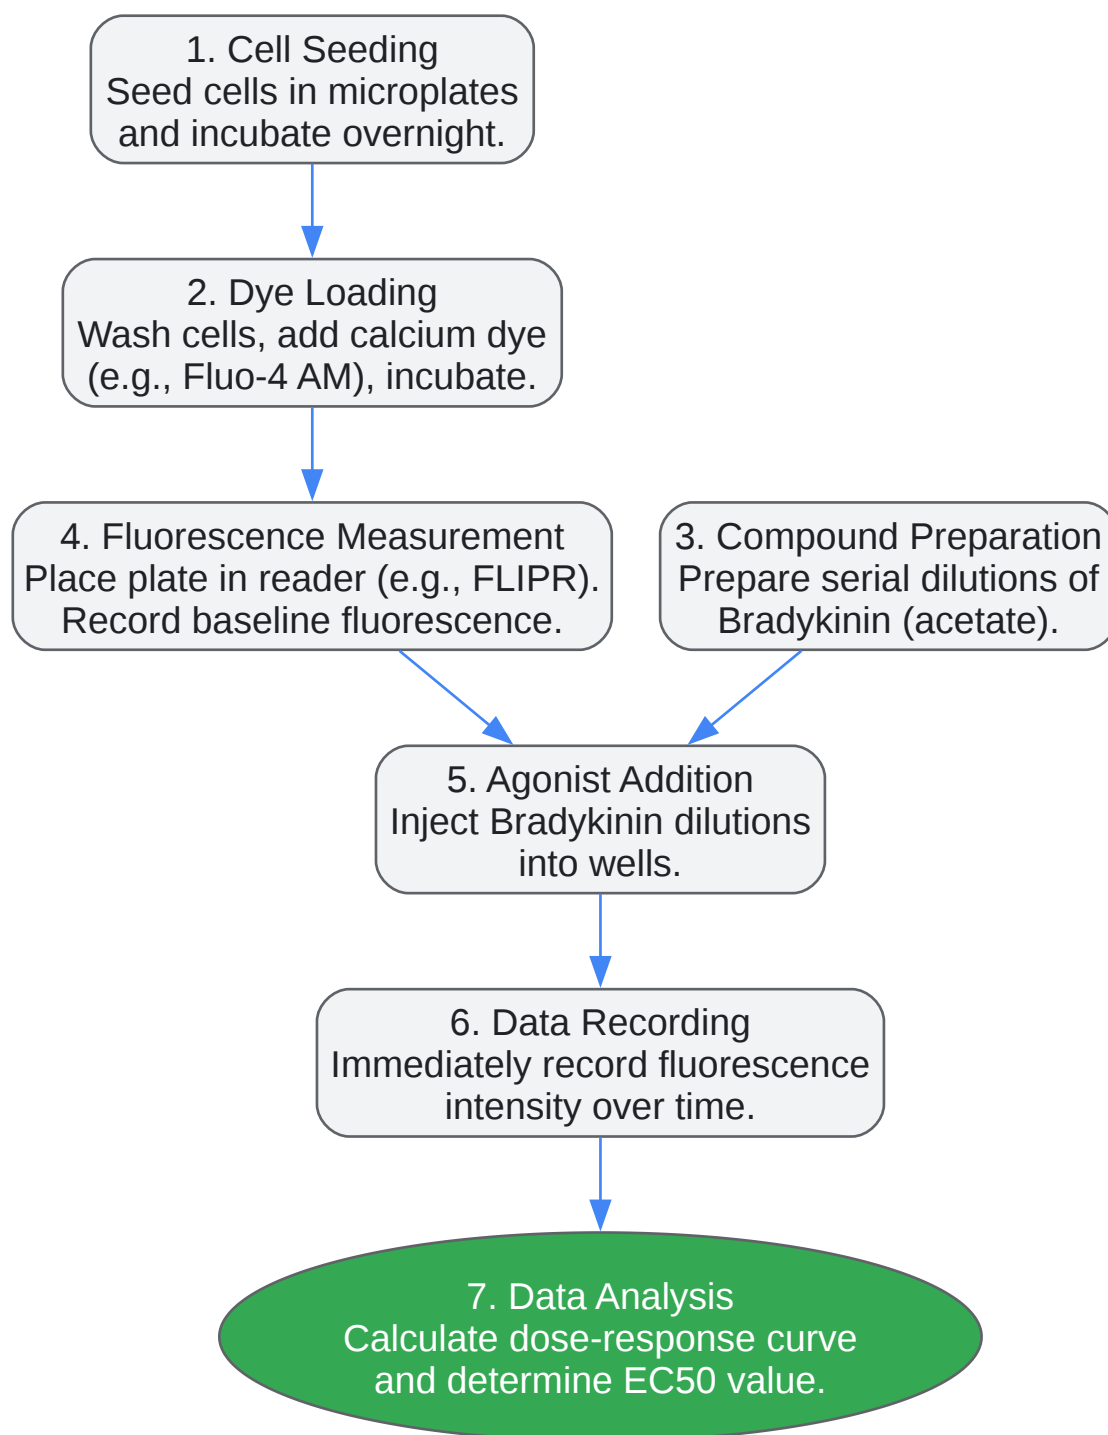 1. Cell Seeding
Seed cells in microplates
and incubate overnight.
2. Dye Loading
Wash cells, add calcium dye
(e.g., Fluo-4 AM), incubate.
4. Fluorescence Measurement
Place plate in reader (e.g., FLIPR).
Record baseline fluorescence.
3. Compound Preparation
Prepare serial dilutions of
Bradykinin (acetate).
5. Agonist Addition
Inject Bradykinin dilutions
into wells.
6. Data Recording
Immediately record fluorescence
intensity over time.
7. Data Analysis
Calculate dose-response curve
and determine EC50 value.